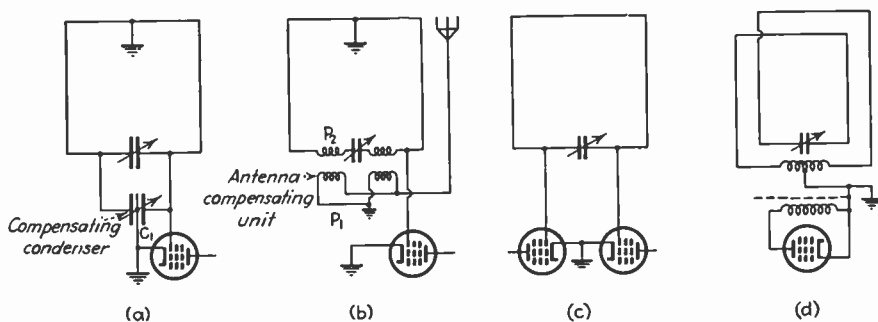 P2
Antenna
compensating
unit
P1
Compensating
condenser
C1
(a)
(b)
(c)
(d)